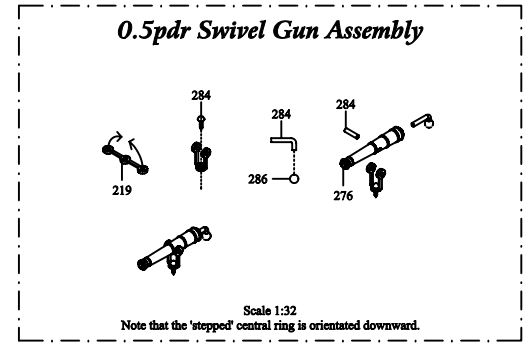 0.5pdr Swivel Gun Assembly
284
284
284
219
286
276
Scale 1:32
Note that the 'stepped' central ring is orientated downward.